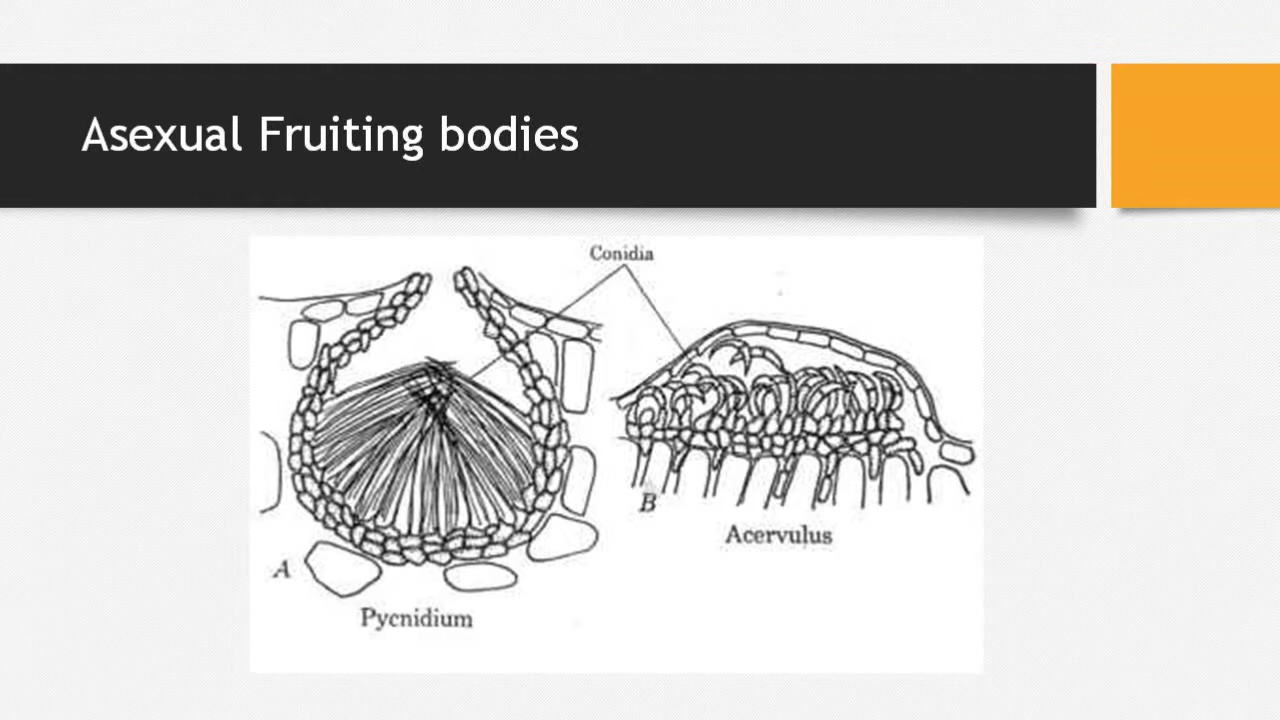 Asexual Fruiting bodies
Conidia
B
Acervulus
A
Pycnidium